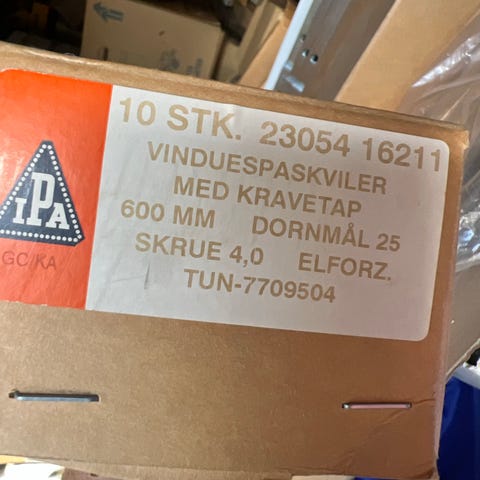 10 STK. 23054 16211
VINDUESPASKVILER
MED KRAVETAP
600 MM DORNMÅL 25
SKRUE 4,0 ELFORZ.
TUN-7709504
IPA
GC/KA